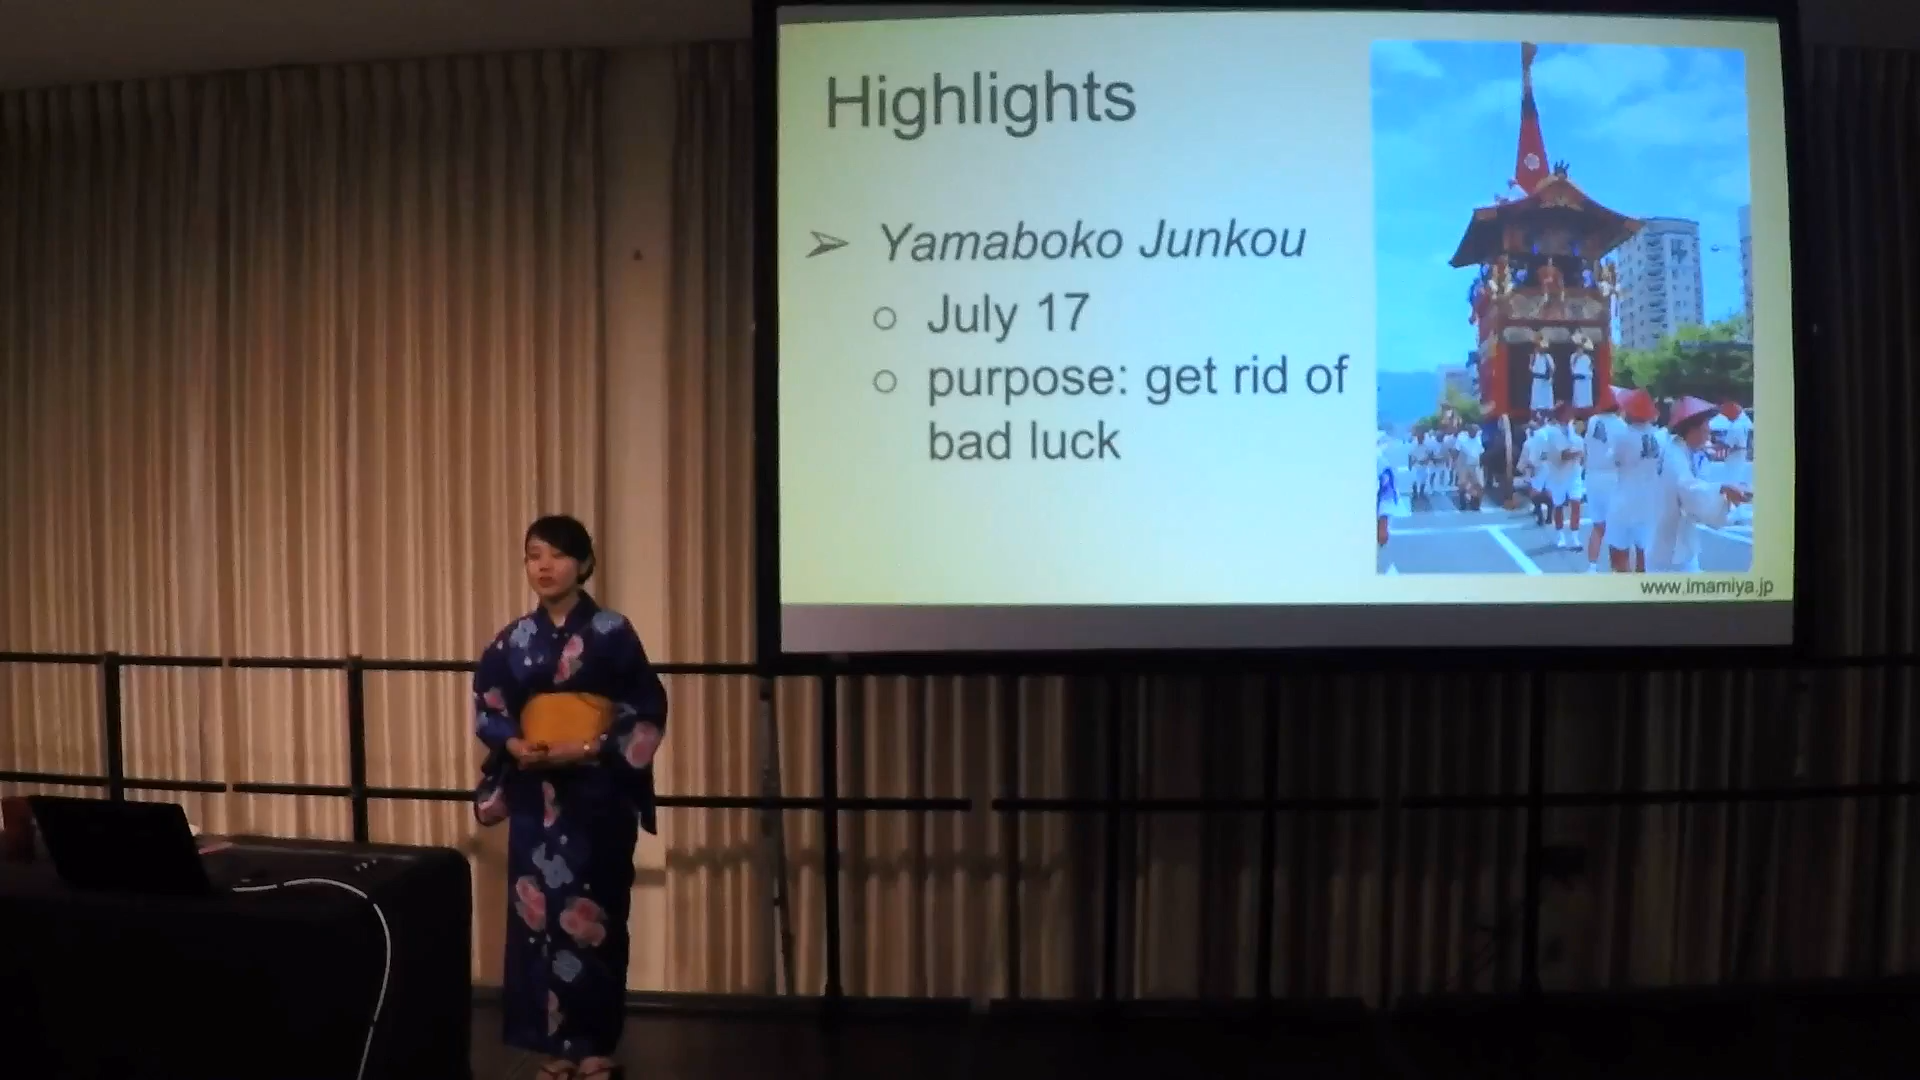 Highlights
➢ Yamaboko Junkou
○ July 17
○ purpose: get rid of
bad luck
www.imamiya.jp